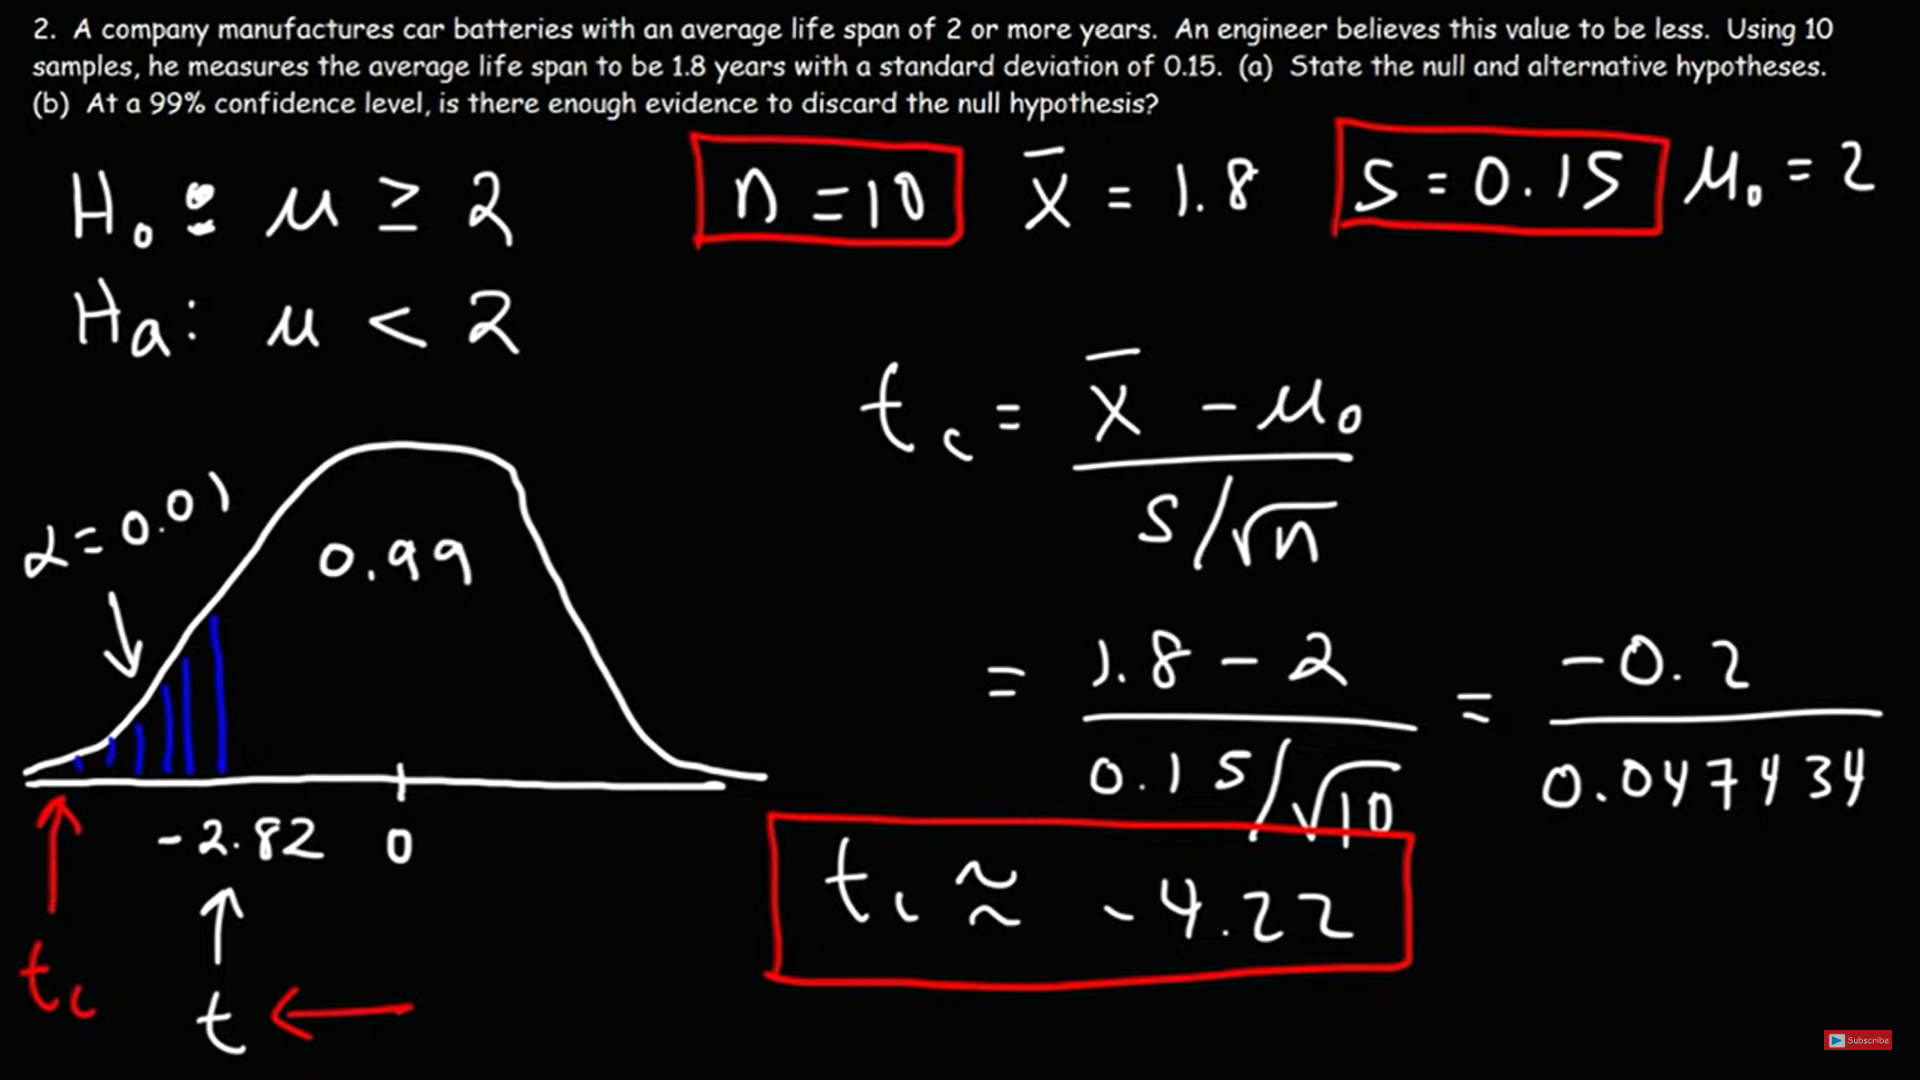 2. A company manufactures car batteries with an average life span of 2 or more years. An engineer believes this value to be less. Using 10
samples, he measures the average life span to be 1.8 years with a standard deviation of 0.15. (a) State the null and alternative hypotheses.
(b) At a 99% confidence level, is there enough evidence to discard the null hypothesis?
H₀: μ ≥ 2
n = 10
x̄ = 1.8
s = 0.15
μ₀ = 2
Ha: μ < 2
tc = (x̄ - μ₀) / (s/√n)
α = 0.01
0.99
= (1.8 - 2) / (0.15/√10) = -0.2 / 0.047434
-2.82
0
tc ≈ -4.22
tc
t
Subscribe